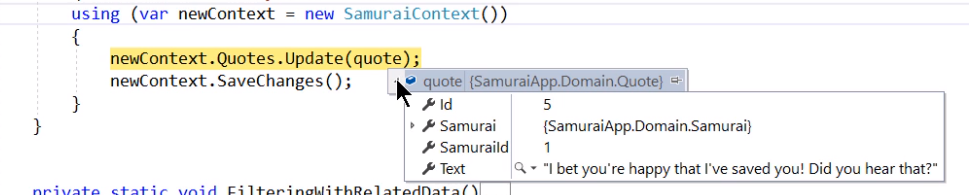 using (var newContext = new SamuraiContext())
{
newContext.Quotes.Update(quote);
newContext.SaveChanges();
quote {SamuraiApp.Domain.Quote}
Id 5
Samurai {SamuraiApp.Domain.Samurai}
SamuraiId 1
Text "I bet you're happy that I've saved you! Did you hear that?"
}
}
private static void FilteringWithRelatedData()